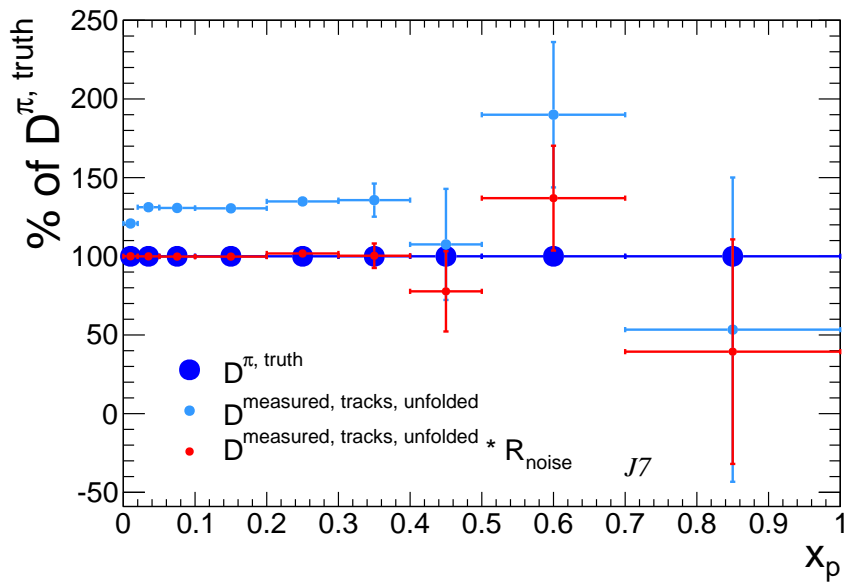 % of D^π, truth
250
200
150
100
50
0
-50
D^π, truth
D^measured, tracks, unfolded
D^measured, tracks, unfolded * R_noise
J7
0 0.1 0.2 0.3 0.4 0.5 0.6 0.7 0.8 0.9 1
x_p